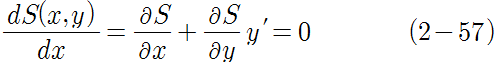 dS(x,y)/dx = ∂S/∂x + ∂S/∂y y′ = 0 (2−57)